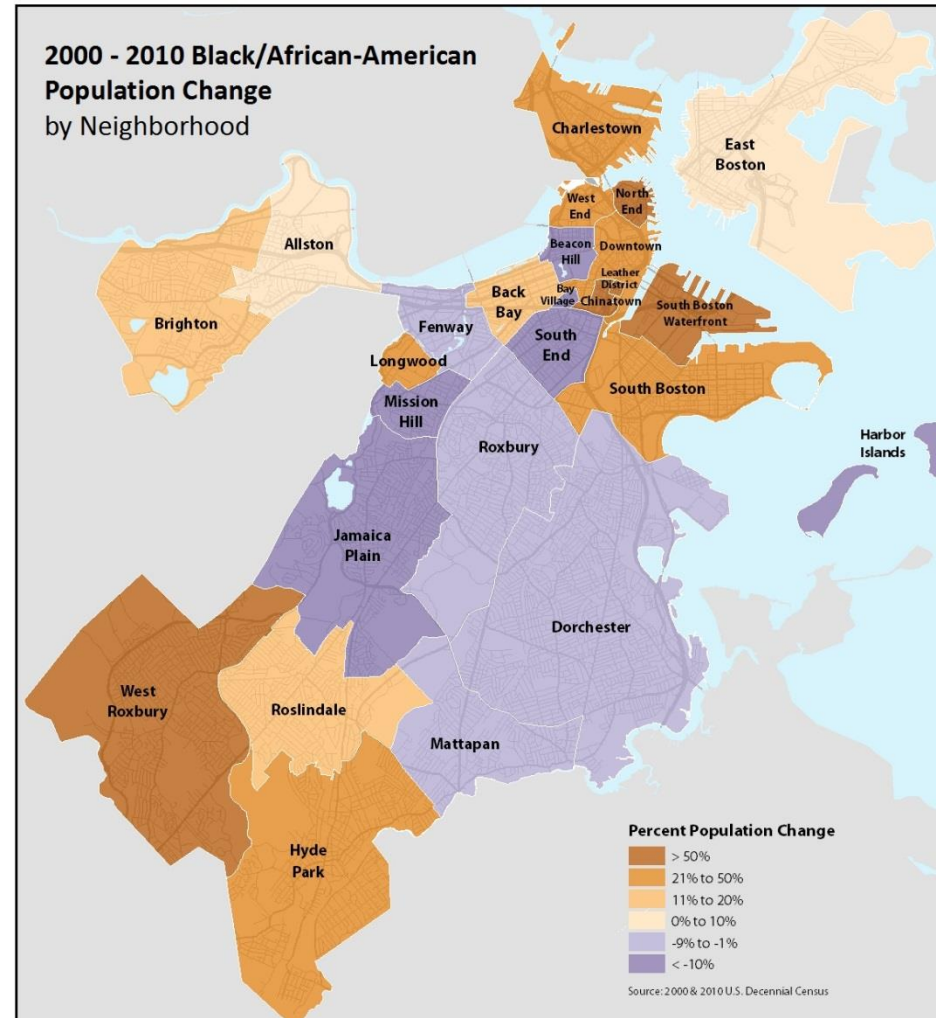 2000 - 2010 Black/African-American
Population Change
by Neighborhood
Charlestown
East
Boston
West
End
North
End
Allston
Beacon
Hill
Downtown
Leather
District
Back
Bay
Bay
Village
Chinatown
South Boston
Waterfront
Brighton
Fenway
South
End
Longwood
South Boston
Mission
Hill
Roxbury
Harbor
Islands
Jamaica
Plain
Dorchester
West
Roxbury
Roslindale
Mattapan
Hyde
Park
Percent Population Change
> 50%
21% to 50%
11% to 20%
0% to 10%
-9% to -1%
< -10%
Source: 2000 & 2010 U.S. Decennial Census